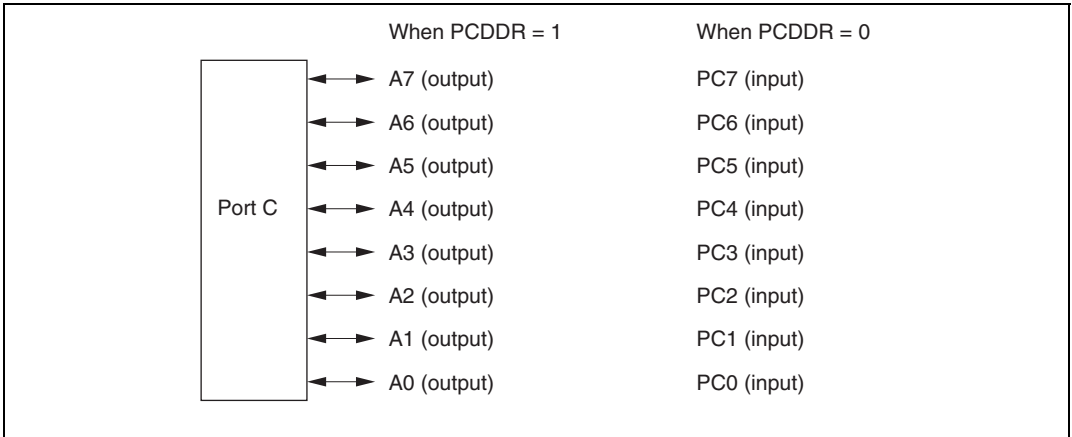 When PCDDR = 1 When PCDDR = 0
A7 (output) PC7 (input)
A6 (output) PC6 (input)
A5 (output) PC5 (input)
Port C A4 (output) PC4 (input)
A3 (output) PC3 (input)
A2 (output) PC2 (input)
A1 (output) PC1 (input)
A0 (output) PC0 (input)